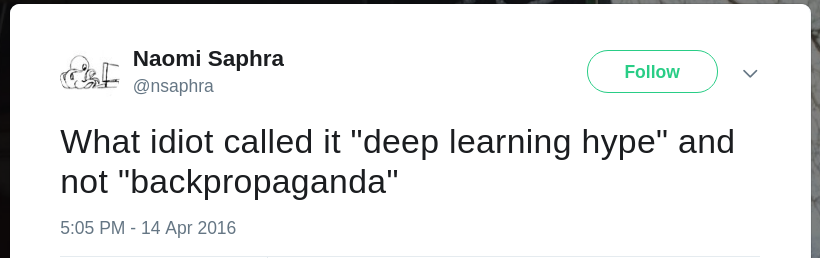 Naomi Saphra
@nsaphra
Follow
What idiot called it "deep learning hype" and
not "backpropaganda"
5:05 PM - 14 Apr 2016